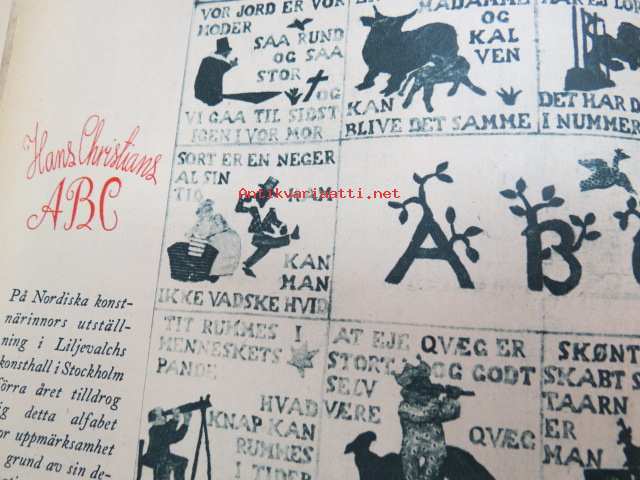 VOR JORD ER VOR
MODER
SAA RUND
OG SAA
STOR
OG
VI GAA TIL SIDST
IGEN I VOR MOR
MADAMME
OG
KAL
VEN
KAN
BLIVE DET SAMME
DET HAR D
I NUMMER
Hans Christians
ABC
SORT ER EN NEGER
AL SIN
TID
HAM
KAN
MAN
IKKE VADSKE HVID
Antikvariaatti.net
A B
På Nordiska konst-
närinnors utställ-
ning i Liljevalchs
konsthall i Stockholm
förra året tilldrog
detta alfabet
uppmärksamhet
grund av sin de-
TIT RUMMES I
MENNESKETS
PANDE
HVAD
KNAP KAN
RUMMES
I TIDER
AT EJE QVÆG ER
STORT OG GODT
SELV
VÆRE
QVÆG
SKØNT
SKABT S
TAARN
ER
MAN